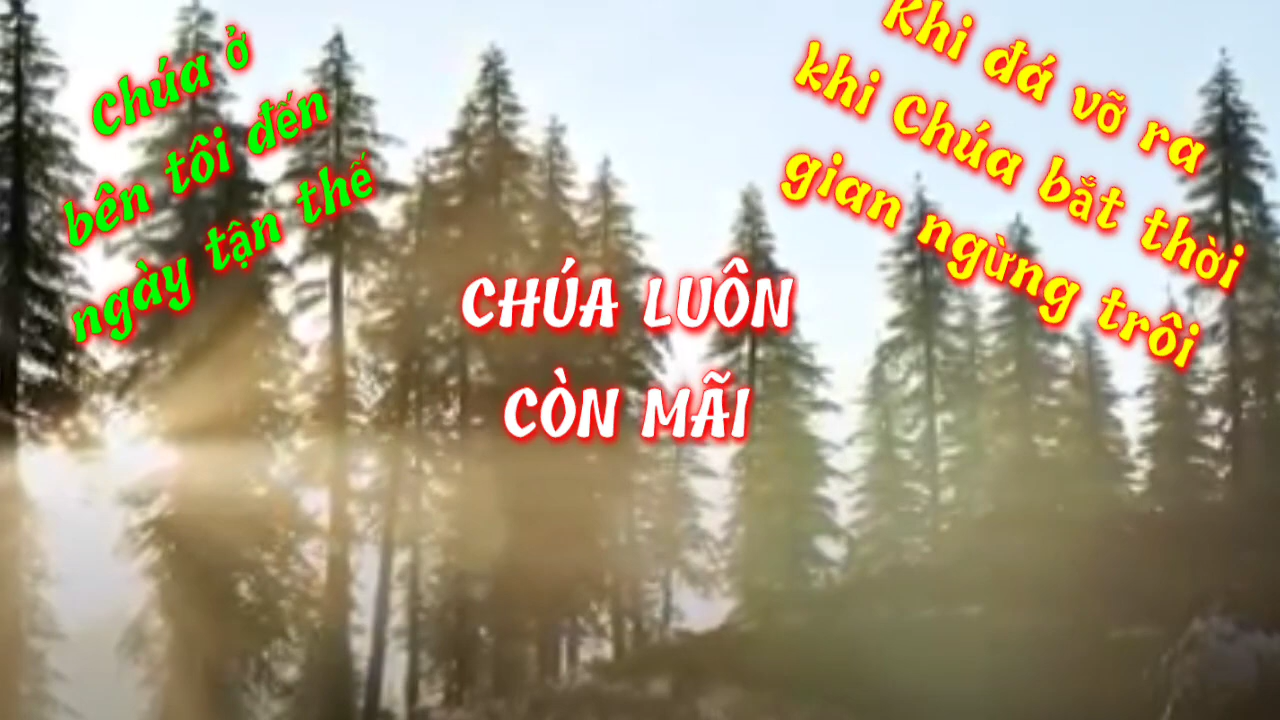 Chúa ở
bên tôi đến
ngày tận thế
khi đá vỡ ra
khi Chúa bắt thời
gian ngừng trôi
CHÚA LUÔN
CÒN MÃI